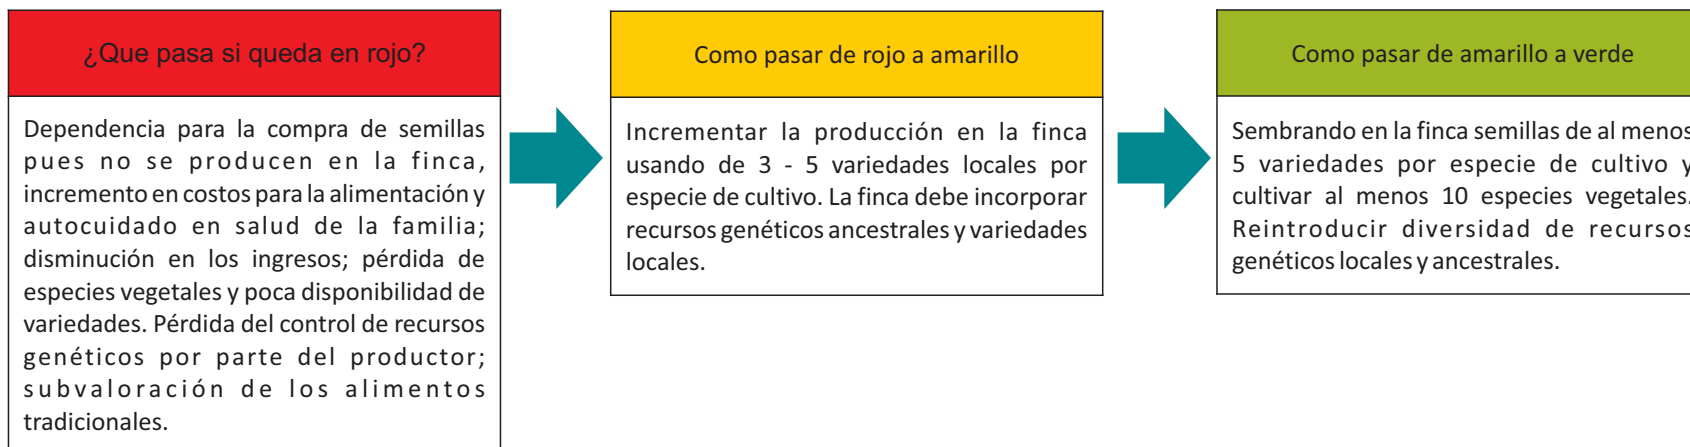 ¿Que pasa si queda en rojo?
Dependencia para la compra de semillas
pues no se producen en la finca,
incremento en costos para la alimentación y
autocuidado en salud de la familia;
disminución en los ingresos; pérdida de
especies vegetales y poca disponibilidad de
variedades. Pérdida del control de recursos
genéticos por parte del productor;
subvaloración de los alimentos
tradicionales.
Como pasar de rojo a amarillo
Incrementar la producción en la finca
usando de 3 - 5 variedades locales por
especie de cultivo. La finca debe incorporar
recursos genéticos ancestrales y variedades
locales.
Como pasar de amarillo a verde
Sembrando en la finca semillas de al menos
5 variedades por especie de cultivo y
cultivar al menos 10 especies vegetales.
Reintroducir diversidad de recursos
genéticos locales y ancestrales.